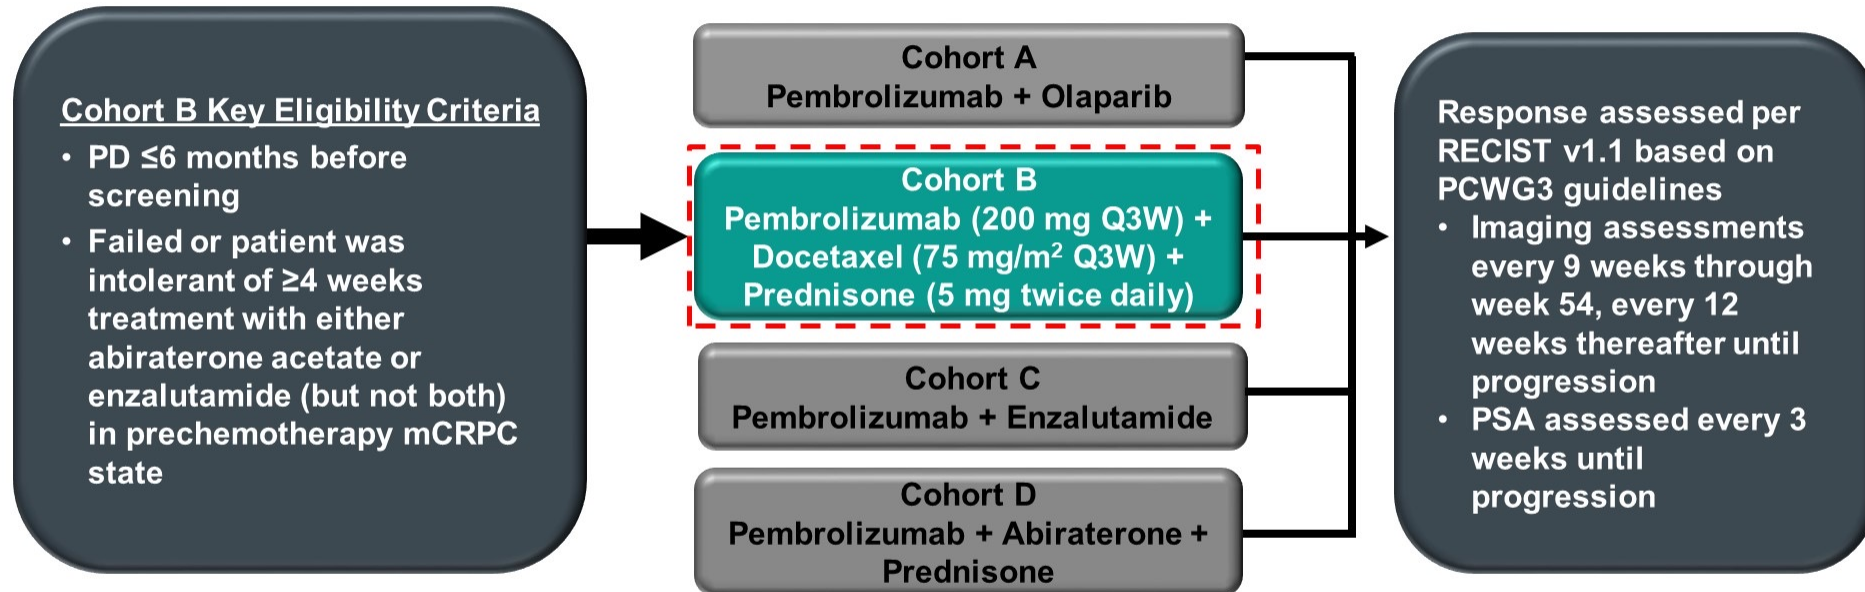 Cohort B Key Eligibility Criteria
• PD ≤6 months before
screening
• Failed or patient was
intolerant of ≥4 weeks
treatment with either
abiraterone acetate or
enzalutamide (but not both)
in prechemotherapy mCRPC
state
Cohort A
Pembrolizumab + Olaparib
Cohort B
Pembrolizumab (200 mg Q3W) +
Docetaxel (75 mg/m² Q3W) +
Prednisone (5 mg twice daily)
Cohort C
Pembrolizumab + Enzalutamide
Cohort D
Pembrolizumab + Abiraterone +
Prednisone
Response assessed per
RECIST v1.1 based on
PCWG3 guidelines
• Imaging assessments
every 9 weeks through
week 54, every 12
weeks thereafter until
progression
• PSA assessed every 3
weeks until
progression